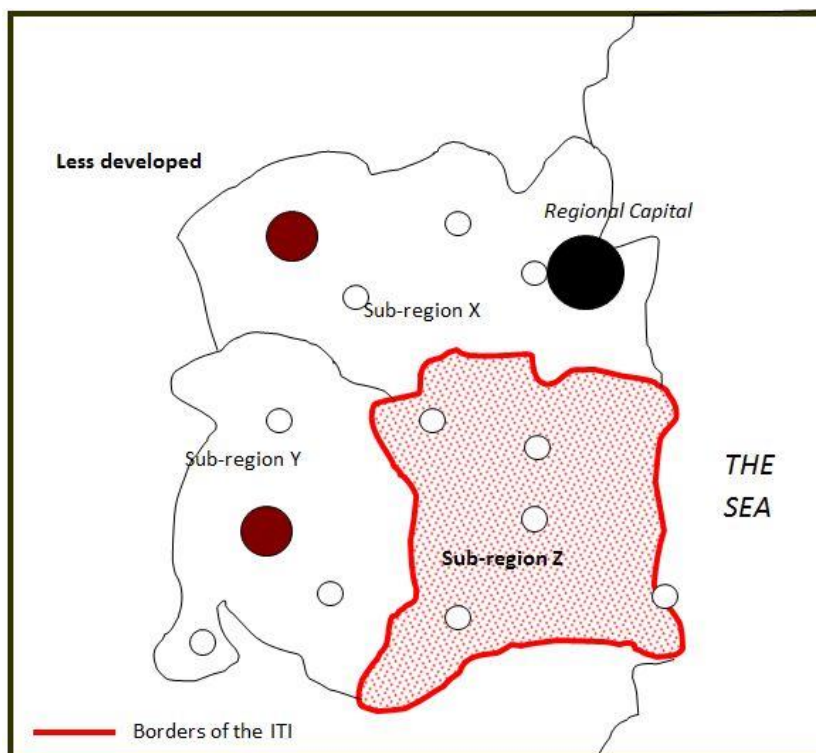 Less developed
Regional Capital
Sub-region X
Sub-region Y
THE
SEA
Sub-region Z
Borders of the ITI